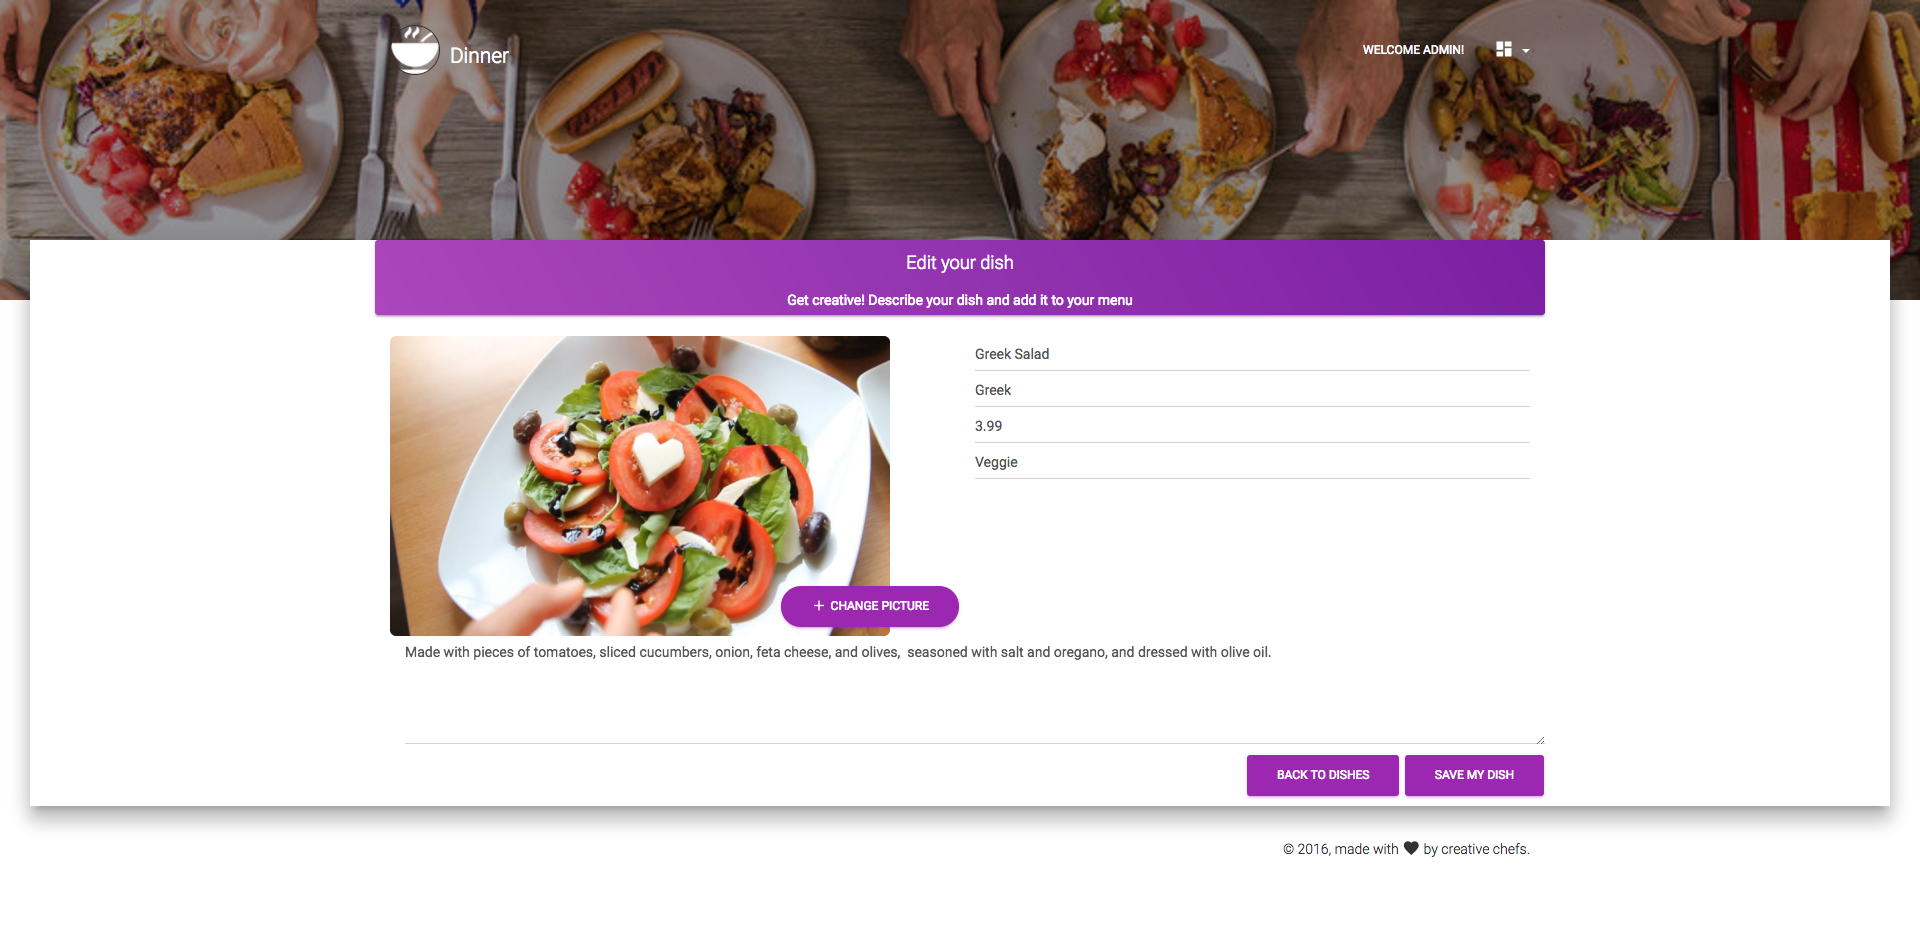 Dinner
WELCOME ADMIN!
Edit your dish
Get creative! Describe your dish and add it to your menu
Greek Salad
Greek
3.99
Veggie
+ CHANGE PICTURE
Made with pieces of tomatoes, sliced cucumbers, onion, feta cheese, and olives,  seasoned with salt and oregano, and dressed with olive oil.
BACK TO DISHES
SAVE MY DISH
© 2016, made with ♥ by creative chefs.